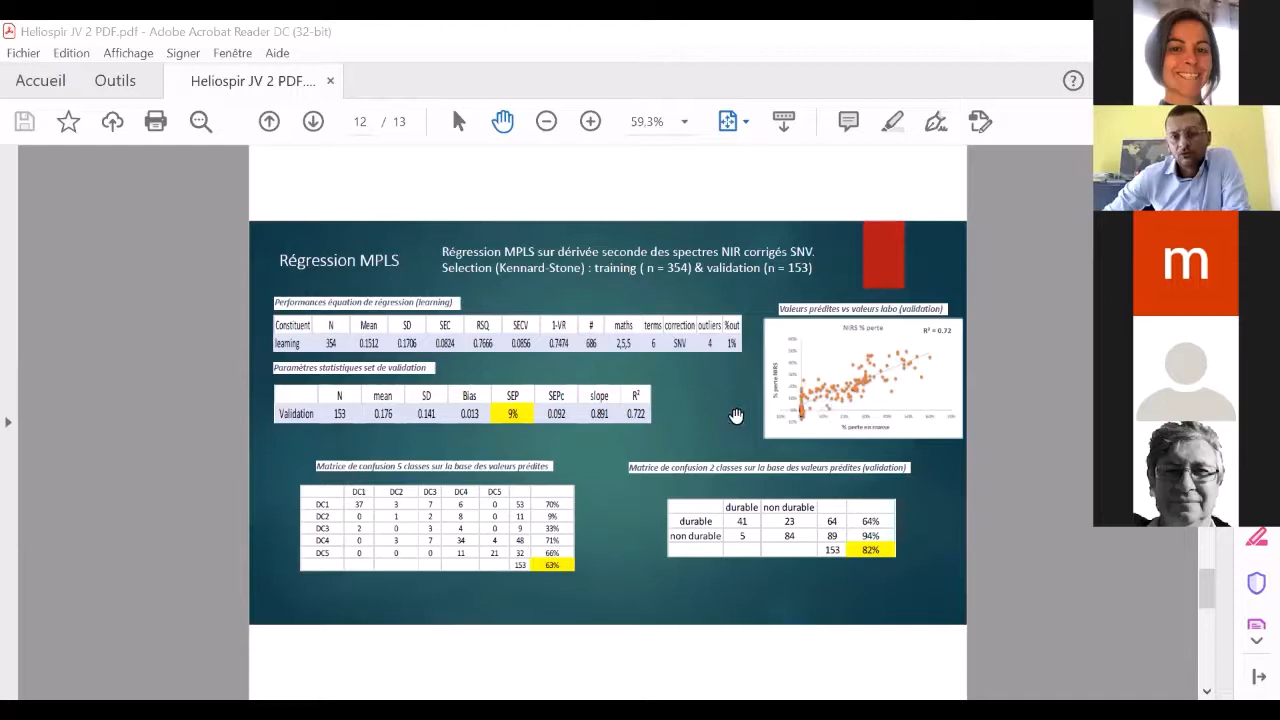 Heliospir JV 2 PDF.pdf - Adobe Acrobat Reader DC (32-bit)
Fichier Edition Affichage Signer Fenêtre Aide
Accueil Outils Heliospir JV 2 PDF.... ×
12 / 13 59,3%
Régression MPLS
Régression MPLS sur dérivée seconde des spectres NIR corrigés SNV.
Selection (Kennard-Stone) : training ( n = 354) & validation (n = 153)
Performances équation de régression (learning)
Constituent N Mean SD SEC RSQ SECV 1-VR # maths terms correction outliers %out
learning 354 0.1512 0.1706 0.0824 0.7666 0.0856 0.7474 686 2,5,5 6 SNV 4 1%
Paramètres statistiques set de validation
N mean SD Bias SEP SEPc slope R²
Validation 153 0.176 0.141 0.013 9% 0.092 0.891 0.722
Valeurs prédites vs valeurs labo (validation)
NIRS % perte
R² = 0.72
% perte NIRS
% perte en masse
Matrice de confusion 5 classes sur la base des valeurs prédites
DC1 DC2 DC3 DC4 DC5
DC1 37 3 7 6 0 53 70%
DC2 0 1 2 8 0 11 9%
DC3 2 0 3 4 0 9 33%
DC4 0 3 7 34 4 48 71%
DC5 0 0 0 11 21 32 66%
153 63%
Matrice de confusion 2 classes sur la base des valeurs prédites (validation)
durable non durable
durable 41 23 64 64%
non durable 5 84 89 94%
153 82%
m